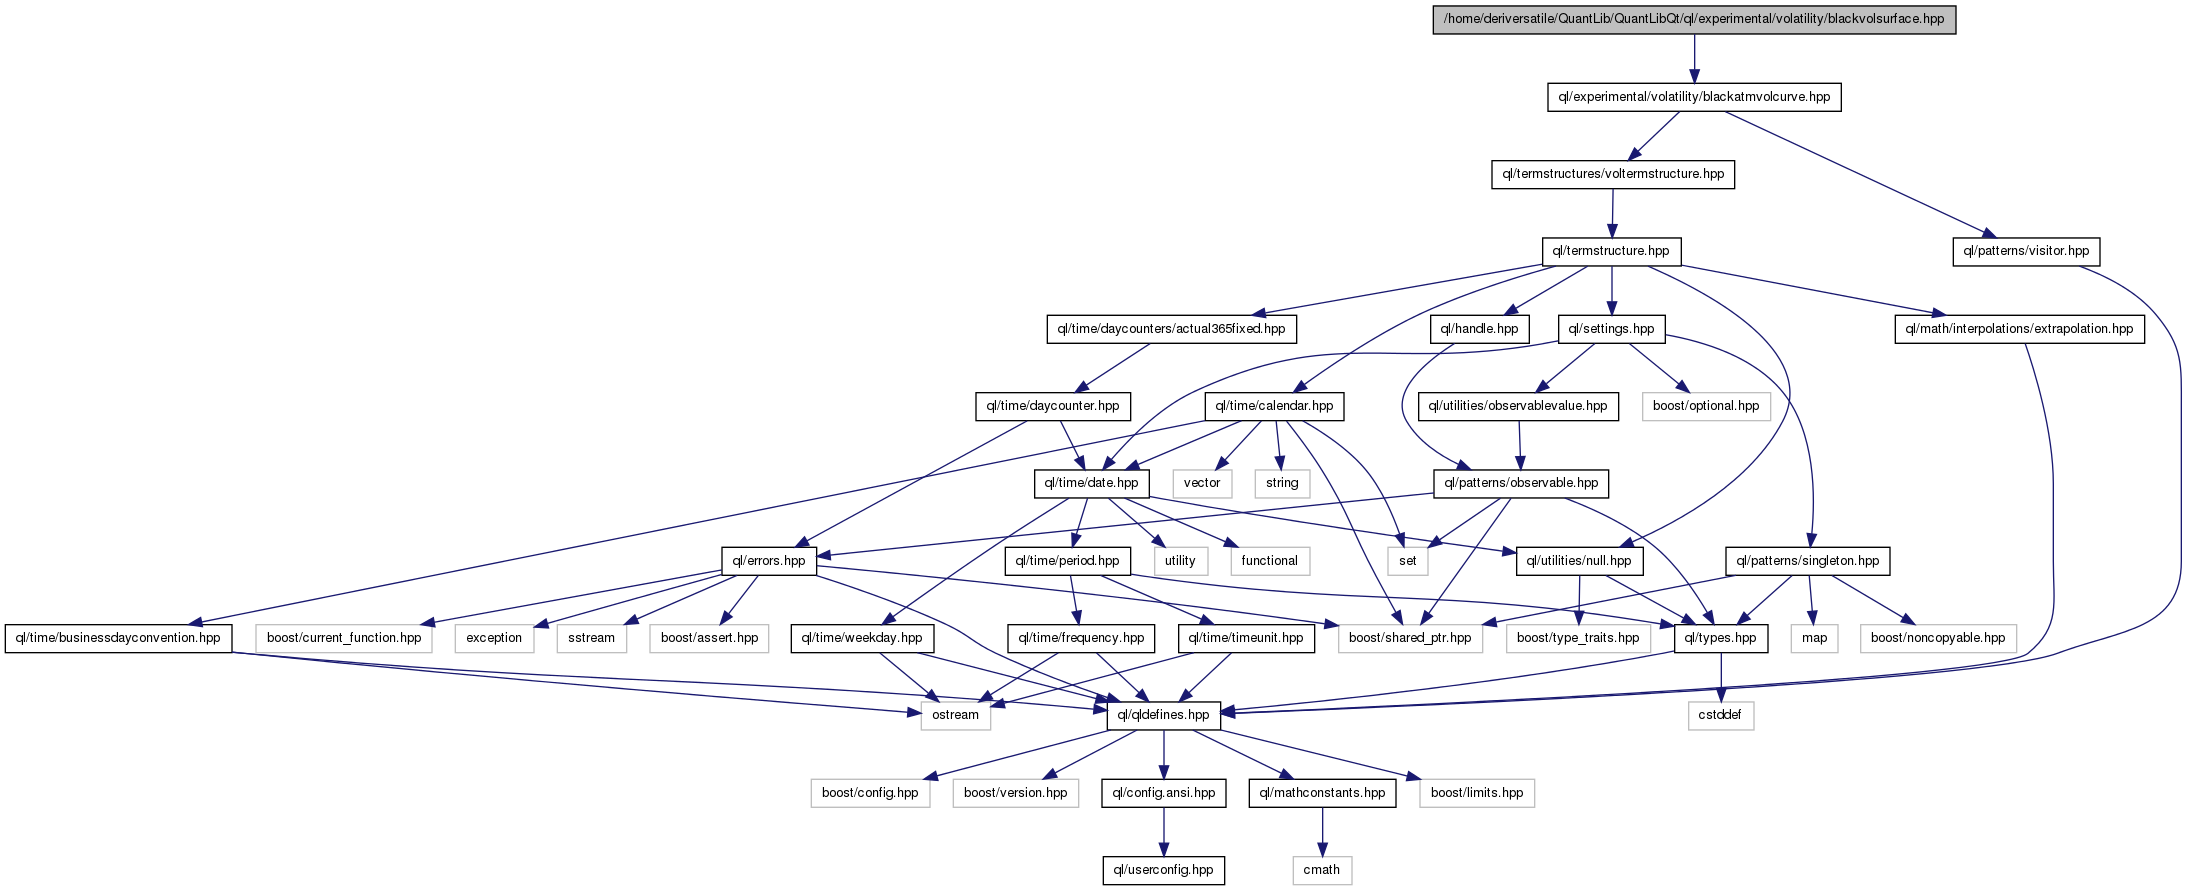 /home/deriversatile/QuantLib/QuantLibQt/ql/experimental/volatility/blackvolsurface.hpp
ql/experimental/volatility/blackatmvolcurve.hpp
ql/termstructures/voltermstructure.hpp
ql/termstructure.hpp
ql/patterns/visitor.hpp
ql/time/daycounters/actual365fixed.hpp
ql/handle.hpp
ql/settings.hpp
ql/math/interpolations/extrapolation.hpp
ql/time/daycounter.hpp
ql/time/calendar.hpp
ql/utilities/observablevalue.hpp
boost/optional.hpp
ql/time/date.hpp
vector
string
ql/patterns/observable.hpp
ql/errors.hpp
ql/time/period.hpp
utility
functional
set
ql/utilities/null.hpp
ql/patterns/singleton.hpp
ql/time/businessdayconvention.hpp
boost/current_function.hpp
exception
sstream
boost/assert.hpp
ql/time/weekday.hpp
ql/time/frequency.hpp
ql/time/timeunit.hpp
boost/shared_ptr.hpp
boost/type_traits.hpp
ql/types.hpp
map
boost/noncopyable.hpp
ostream
ql/qldefines.hpp
cstddef
boost/config.hpp
boost/version.hpp
ql/config.ansi.hpp
ql/mathconstants.hpp
boost/limits.hpp
ql/userconfig.hpp
cmath